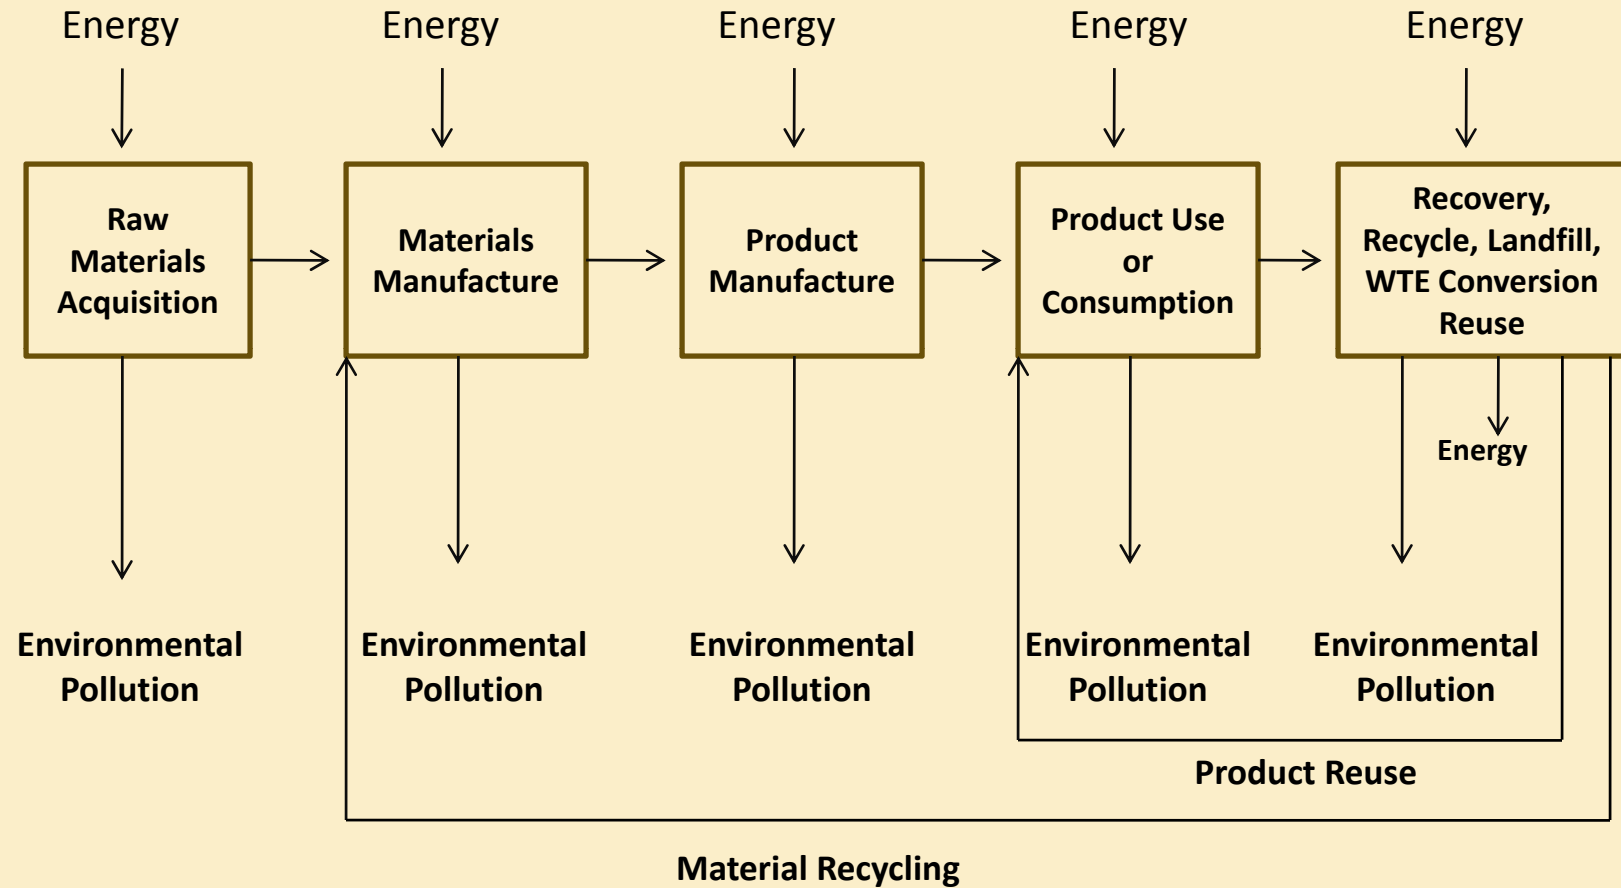 Energy
Energy
Energy
Energy
Energy
Raw
Materials
Acquisition
Materials
Manufacture
Product
Manufacture
Product Use
or
Consumption
Recovery,
Recycle, Landfill,
WTE Conversion
Reuse
Energy
Environmental
Pollution
Environmental
Pollution
Environmental
Pollution
Environmental
Pollution
Environmental
Pollution
Product Reuse
Material Recycling